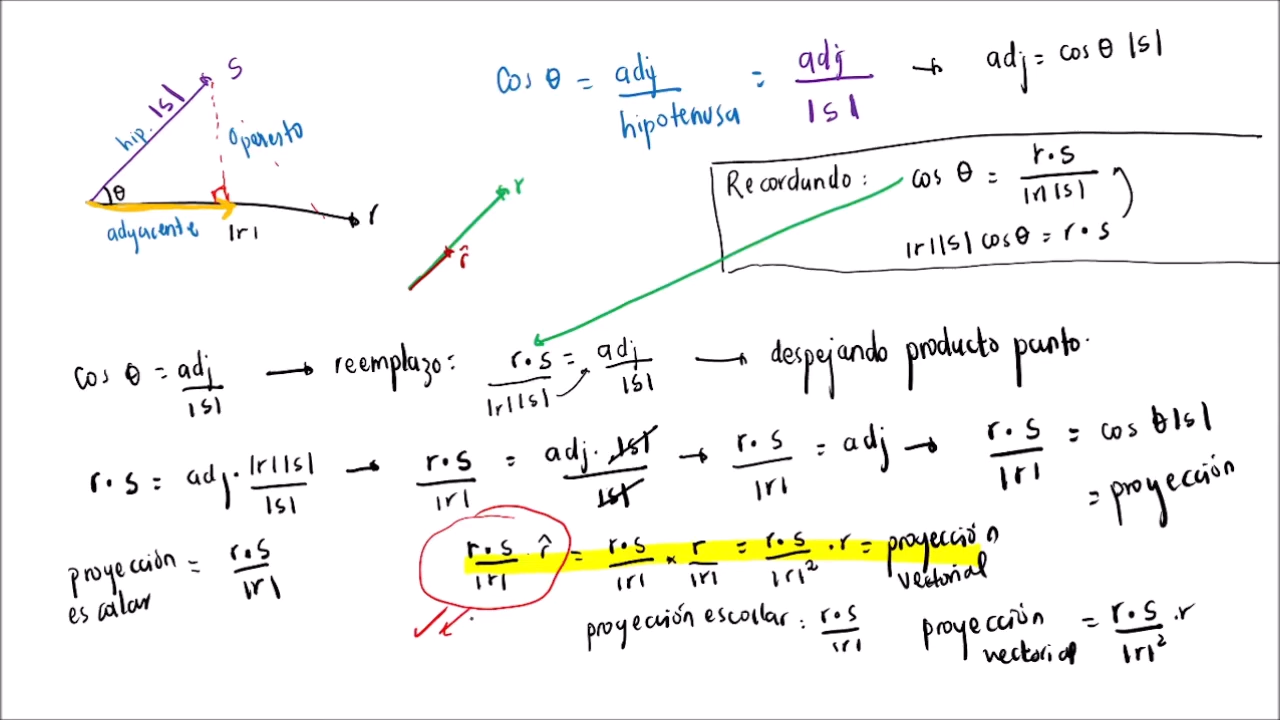 s
hip. |s|
opuesto
θ
r
adyacente |r|
r
r̂
cos θ = adj/hipotenusa = adj/|s| → adj = cos θ |s|
Recordando: cos θ = r•s/|r||s|
|r||s| cos θ = r•s
cos θ = adj/|s| → reemplazo: r•s/|r||s| = adj/|s| → despejando producto punto.
r•s = adj • |r||s|/|s| → r•s/|r| = adj•|s|/|s| → r•s/|r| = adj → r•s/|r| = cos θ|s|
= proyección
proyección escalar = r•s/|r|
r•s/|r| · r̂ = r•s/|r| * r/|r| = r•s/|r|² · r = proyección vectorial
proyección escalar: r•s/|r|
proyección vectorial = r•s/|r|² · r